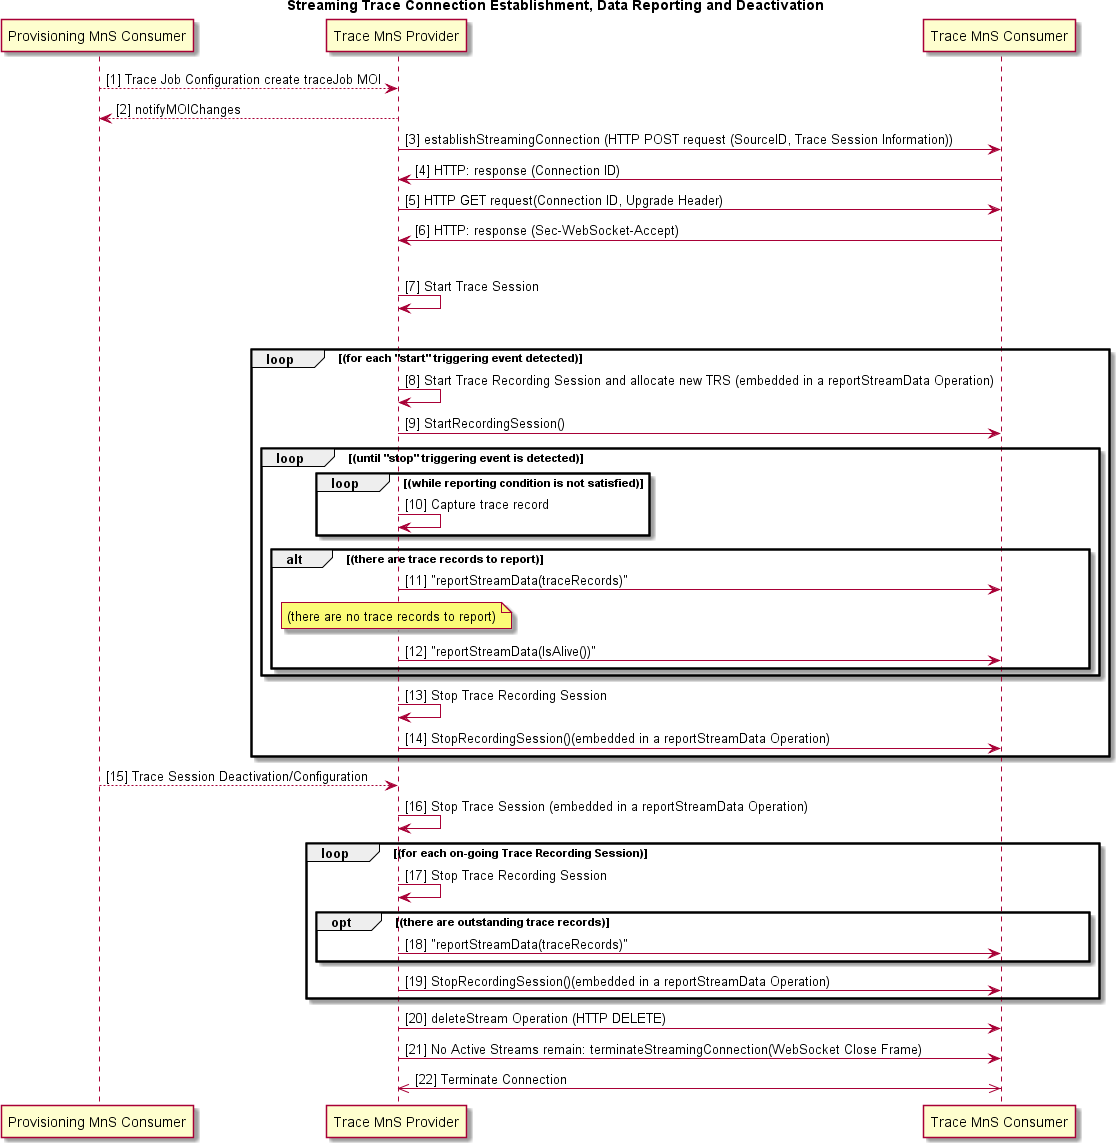 Streaming Trace Connection Establishment, Data Reporting and Deactivation
Provisioning MnS Consumer
Trace MnS Provider
Trace MnS Consumer
[1] Trace Job Configuration create traceJob MOI
[2] notifyMOIChanges
[3] establishStreamingConnection (HTTP POST request (SourceID, Trace Session Information))
[4] HTTP: response (Connection ID)
[5] HTTP GET request(Connection ID, Upgrade Header)
[6] HTTP: response (Sec-WebSocket-Accept)
[7] Start Trace Session
loop
[(for each "start" triggering event detected)]
[8] Start Trace Recording Session and allocate new TRS (embedded in a reportStreamData Operation)
[9] StartRecordingSession()
loop
[(until "stop" triggering event is detected)]
loop
[(while reporting condition is not satisfied)]
[10] Capture trace record
alt
[(there are trace records to report)]
[11] "reportStreamData(traceRecords)"
(there are no trace records to report)
[12] "reportStreamData(IsAlive())"
[13] Stop Trace Recording Session
[14] StopRecordingSession()(embedded in a reportStreamData Operation)
[15] Trace Session Deactivation/Configuration
[16] Stop Trace Session (embedded in a reportStreamData Operation)
loop
[(for each on-going Trace Recording Session)]
[17] Stop Trace Recording Session
opt
[(there are outstanding trace records)]
[18] "reportStreamData(traceRecords)"
[19] StopRecordingSession()(embedded in a reportStreamData Operation)
[20] deleteStream Operation (HTTP DELETE)
[21] No Active Streams remain: terminateStreamingConnection(WebSocket Close Frame)
[22] Terminate Connection
Provisioning MnS Consumer
Trace MnS Provider
Trace MnS Consumer